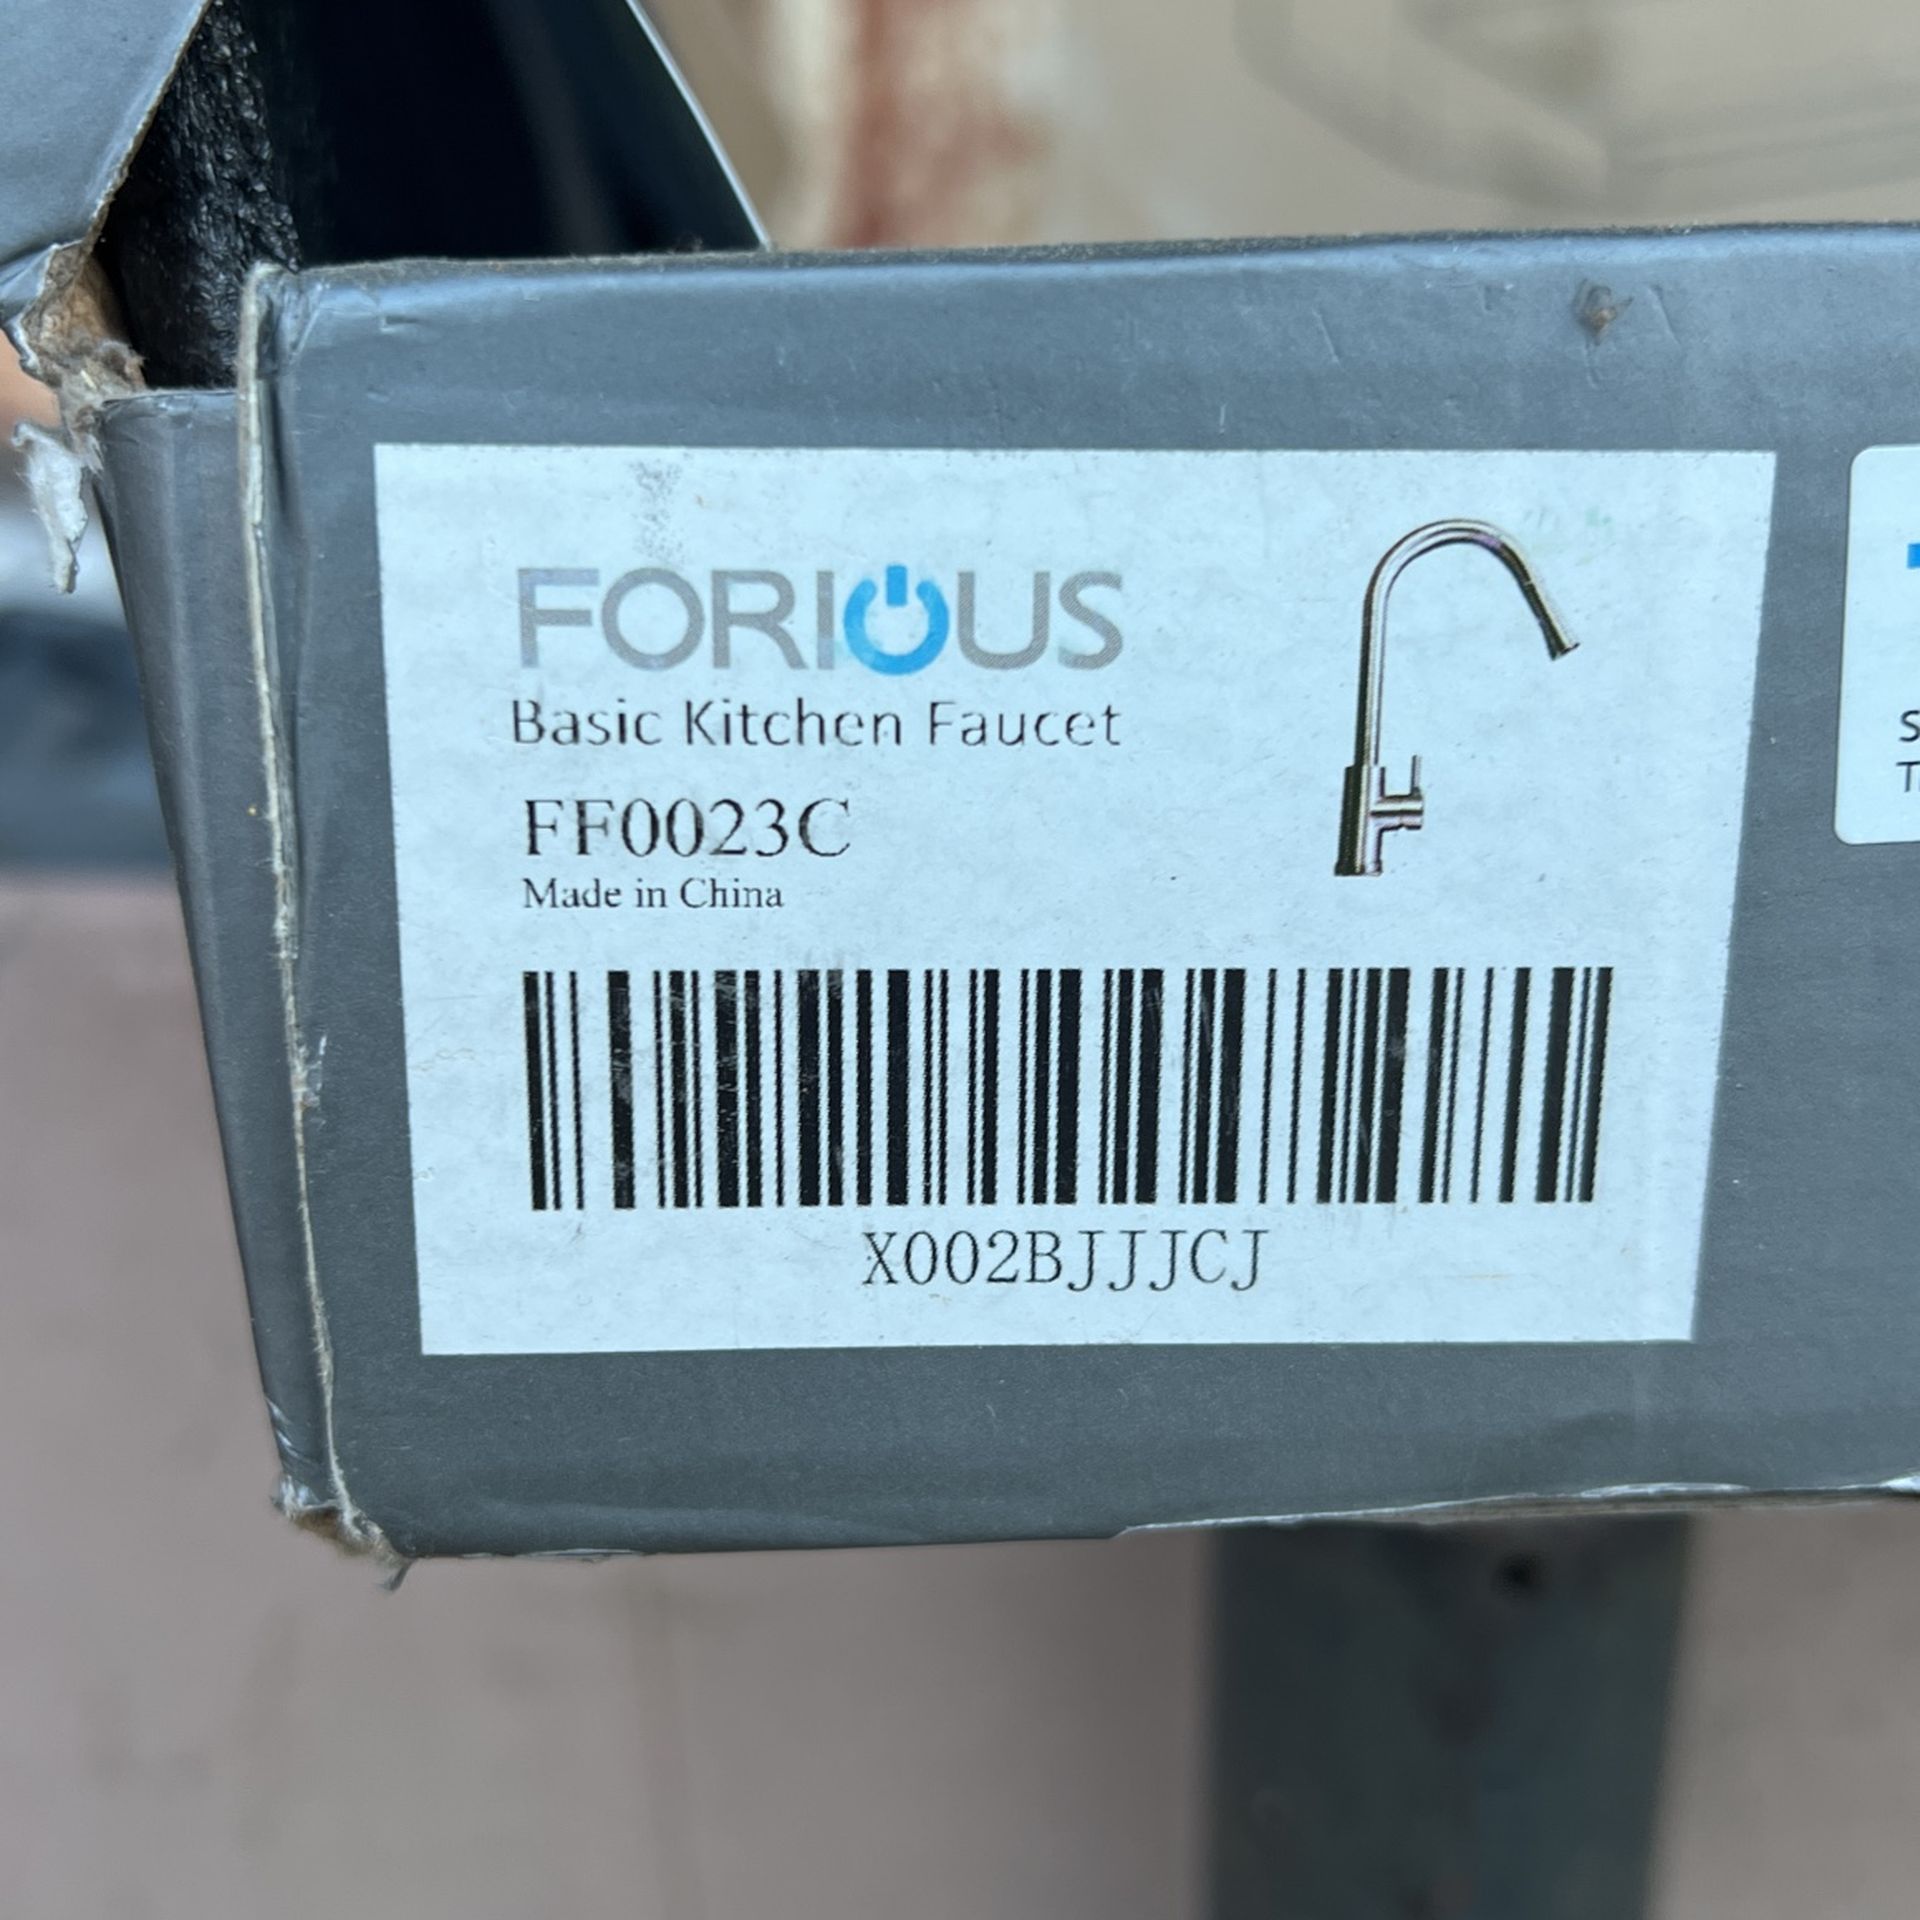 FORIOUS
Basic Kitchen Faucet
FF0023C
Made in China
X002BJJJCJ